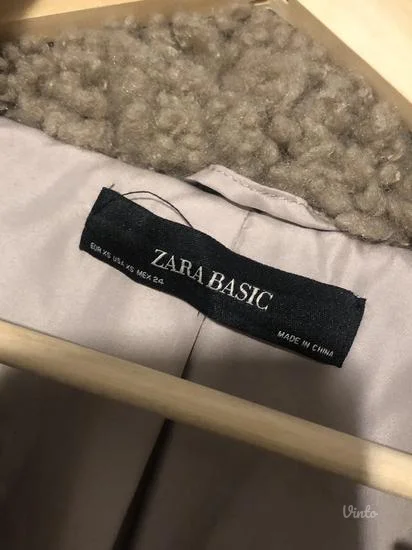 ZARA BASIC
EUR XS USA XS MEX 24
MADE IN CHINA
Vinto